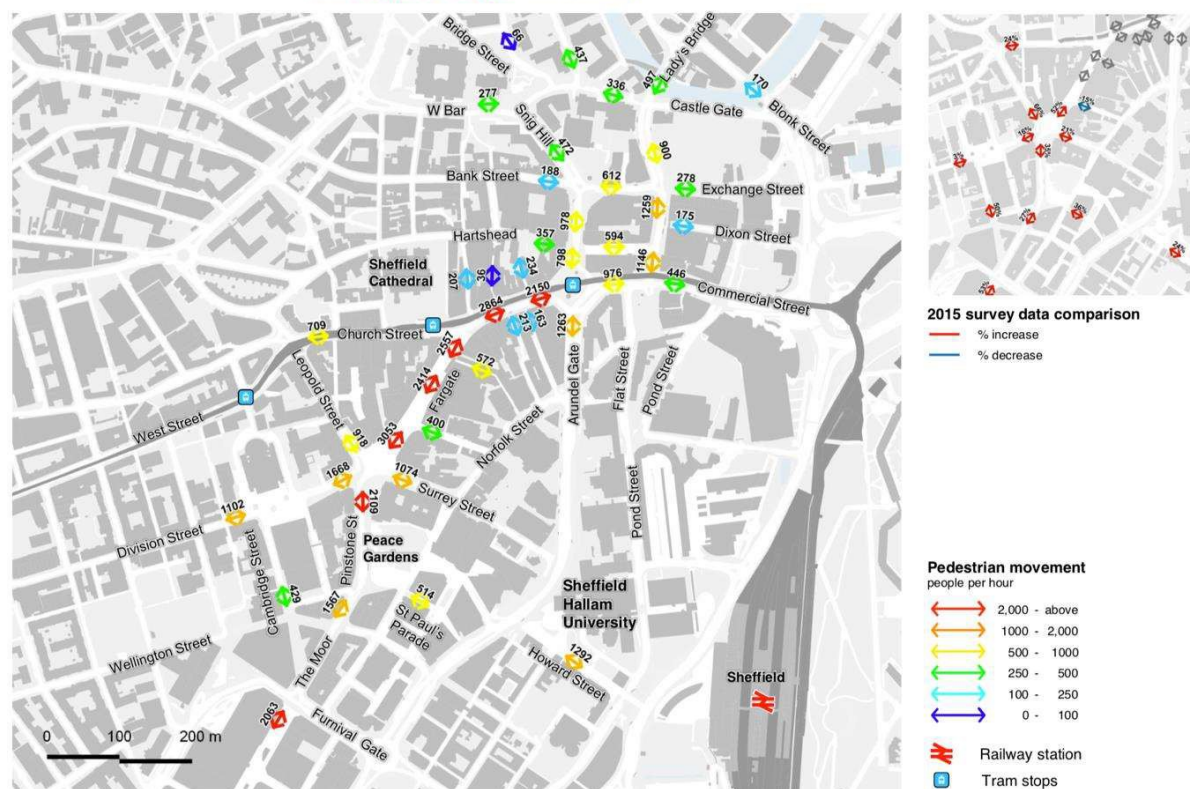 66
Bridge Street
437
Lady's Bridge
497
336
170
277
W Bar
Castle Gate
Blonk Street
Snig Hill
472
900
Bank Street
188
612
278
Exchange Street
1259
978
175
Dixon Street
Hartshead
357
594
798
1146
234
Sheffield
Cathedral
36
207
976
446
Commercial Street
2150
2864
213
163
1263
709
Church Street
2557
572
Leopold Street
2414
Fargate
Arundel Gate
Flat Street
Pond Street
West Street
400
Norfolk Street
918
3053
1668
1074
Surrey Street
2109
1102
Division Street
Pond Street
Peace
Gardens
Cambridge Street
Pinstone St
429
1567
514
St Paul's
Parade
Sheffield
Hallam
University
Wellington Street
The Moor
1292
Howard Street
Sheffield
2063
Furnival Gate
0 100 200 m
24%
-15%
21%
36%
2015 survey data comparison
% increase
% decrease
Pedestrian movement
people per hour
2,000 - above
1000 - 2,000
500 - 1000
250 - 500
100 - 250
0 - 100
Railway station
Tram stops